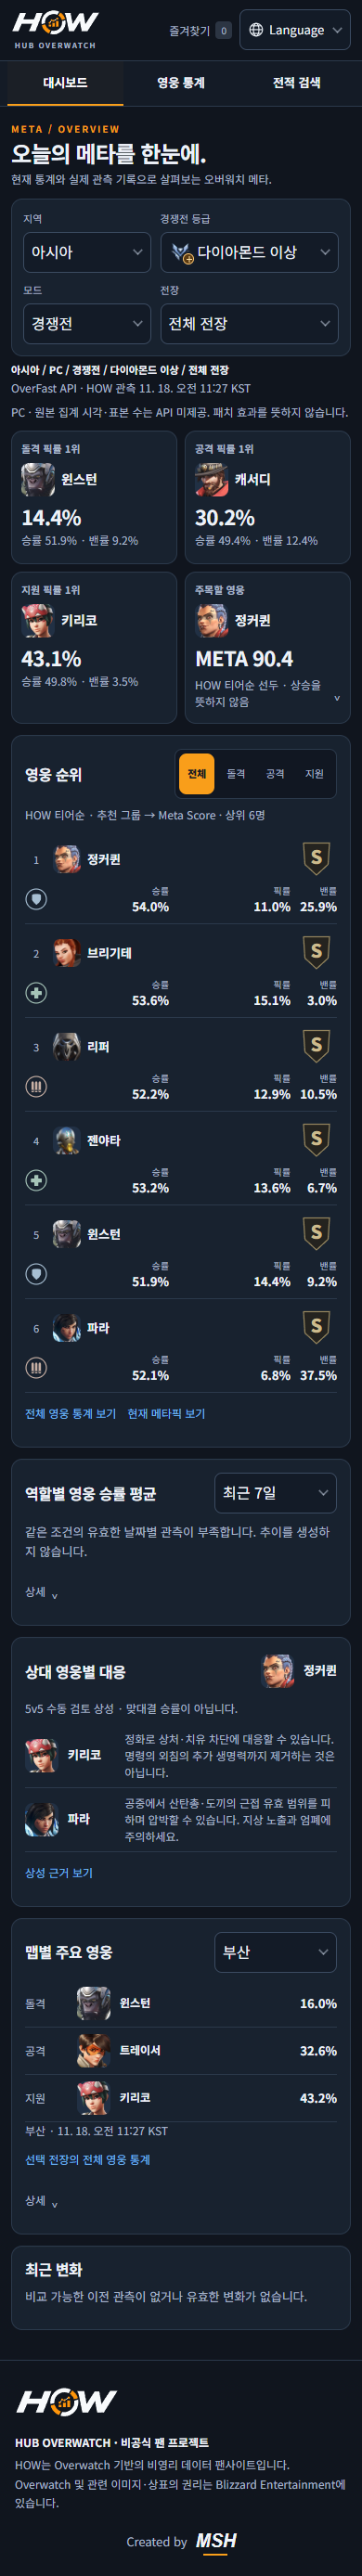 HOW
HUB OVERWATCH
즐겨찾기 0
Language
대시보드 영웅 통계 전적 검색
META / OVERVIEW
오늘의 메타를 한눈에.
현재 통계와 실제 관측 기록으로 살펴보는 오버워치 메타.
지역 경쟁전 등급
아시아 다이아몬드 이상
모드 전장
경쟁전 전체 전장
아시아 / PC / 경쟁전 / 다이아몬드 이상 / 전체 전장
OverFast API · HOW 관측 11. 18. 오전 11:27 KST
PC · 원본 집계 시각·표본 수는 API 미제공. 패치 효과를 뜻하지 않습니다.
돌격 픽률 1위
윈스턴
14.4%
승률 51.9% · 밴률 9.2%
공격 픽률 1위
캐서디
30.2%
승률 49.4% · 밴률 12.4%
지원 픽률 1위
키리코
43.1%
승률 49.8% · 밴률 3.5%
주목할 영웅
정커퀸
META 90.4
HOW 티어순 선두 · 상승을
뜻하지 않음
영웅 순위
전체 돌격 공격 지원
HOW 티어순 · 추천 그룹 → Meta Score · 상위 6명
1 정커퀸 S
승률 픽률 밴률
54.0% 11.0% 25.9%
2 브리기테 S
승률 픽률 밴률
53.6% 15.1% 3.0%
3 리퍼 S
승률 픽률 밴률
52.2% 12.9% 10.5%
4 젠야타 S
승률 픽률 밴률
53.2% 13.6% 6.7%
5 윈스턴 S
승률 픽률 밴률
51.9% 14.4% 9.2%
6 파라 S
승률 픽률 밴률
52.1% 6.8% 37.5%
전체 영웅 통계 보기 현재 메타픽 보기
역할별 영웅 승률 평균 최근 7일
같은 조건의 유효한 날짜별 관측이 부족합니다. 추이를 생성하
지 않습니다.
상세
상대 영웅별 대응 정커퀸
5v5 수동 검토 상성 · 맞대결 승률이 아닙니다.
키리코
정화로 상처·치유 차단에 대응할 수 있습니다.
명령의 외침의 추가 생명력까지 제거하는 것은
아닙니다.
파라
공중에서 산탄총·도끼의 근접 유효 범위를 피
하며 압박할 수 있습니다. 지상 노출과 엄폐에
주의하세요.
상성 근거 보기
맵별 주요 영웅 부산
돌격 윈스턴 16.0%
공격 트레이서 32.6%
지원 키리코 43.2%
부산 · 11. 18. 오전 11:27 KST
선택 전장의 전체 영웅 통계
상세
최근 변화
비교 가능한 이전 관측이 없거나 유효한 변화가 없습니다.
HOW
HUB OVERWATCH · 비공식 팬 프로젝트
HOW는 Overwatch 기반의 비영리 데이터 팬사이트입니다.
Overwatch 및 관련 이미지·상표의 권리는 Blizzard Entertainment에
있습니다.
Created by MSH